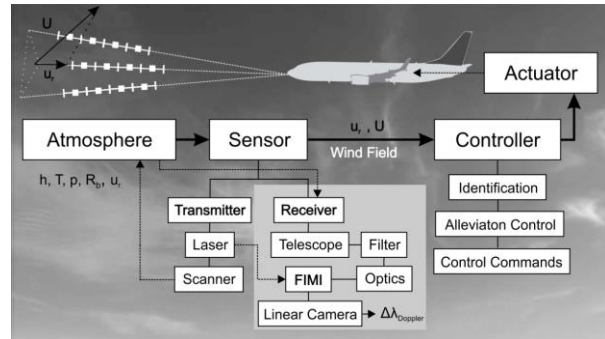 U
u_r
Actuator
Atmosphere
Sensor
u_r , U
Wind Field
Controller
h, T, p, R_b, u_r
Transmitter
Receiver
Identification
Laser
Telescope
Filter
Alleviaton Control
Scanner
FIMI
Optics
Control Commands
Linear Camera
Δλ_Doppler